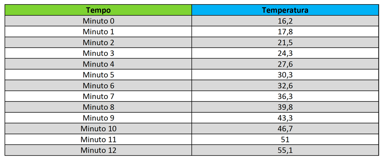 Tempo Temperatura
Minuto 0 16,2
Minuto 1 17,8
Minuto 2 21,5
Minuto 3 24,3
Minuto 4 27,6
Minuto 5 30,3
Minuto 6 32,6
Minuto 7 36,3
Minuto 8 39,8
Minuto 9 43,3
Minuto 10 46,7
Minuto 11 51
Minuto 12 55,1